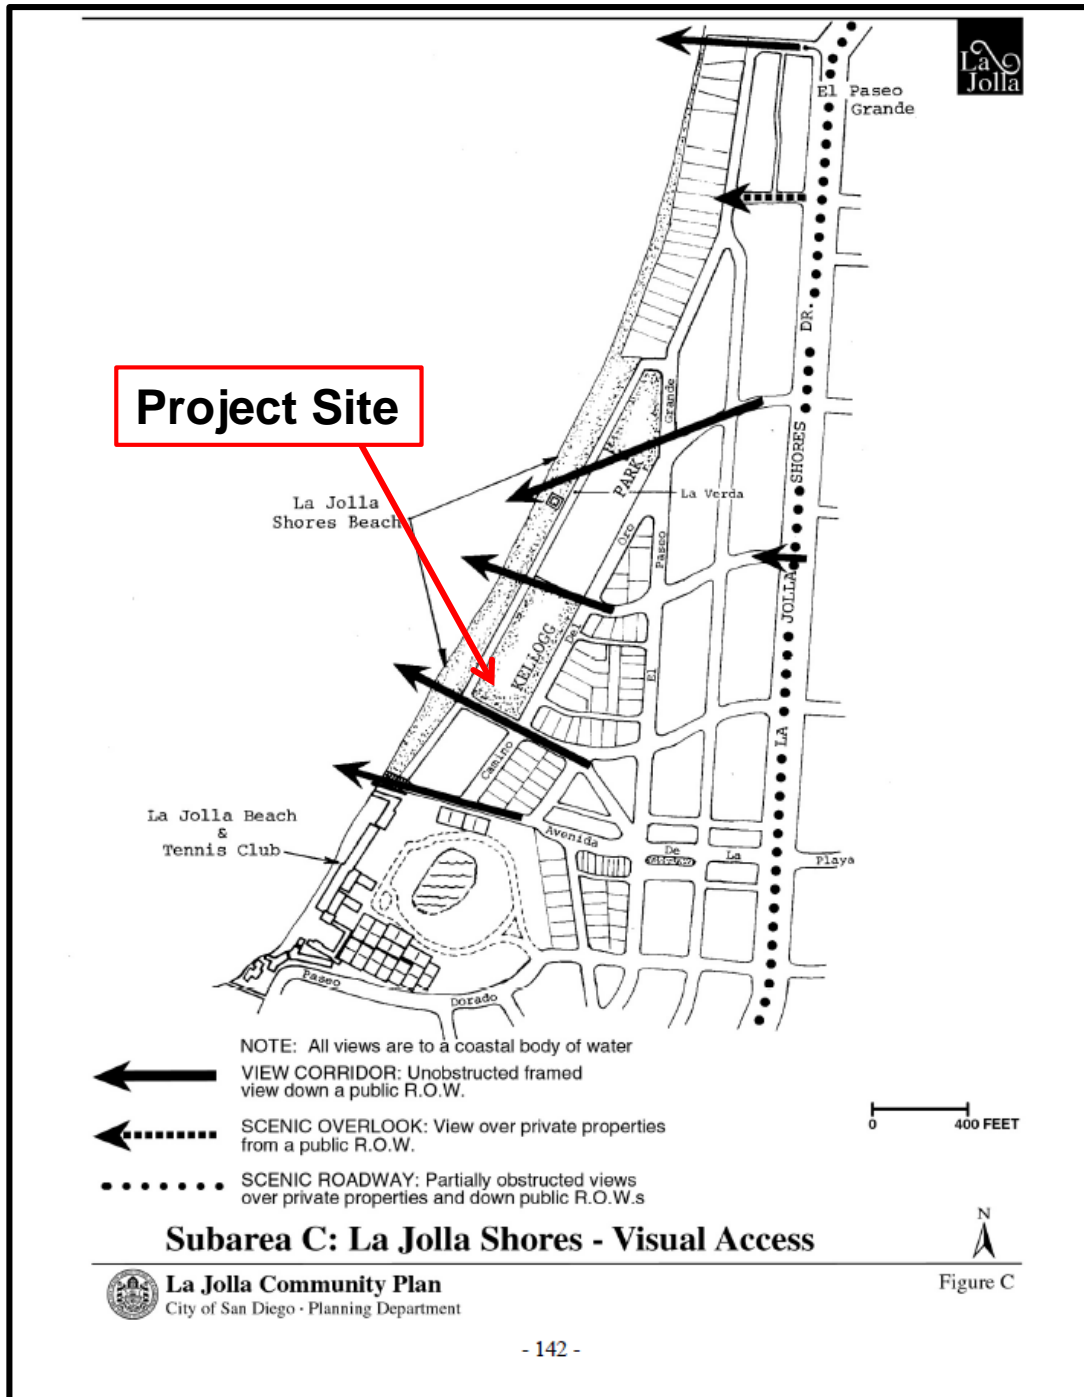 La
Jolla
El Paseo
Grande
DR.
SHORES
JOLLA
LA
Project Site
Grande
PARK
La Verda
La Jolla
Shores Beach
Oro
Paseo
Del
El
KELLOGG
Camino
La Jolla Beach
&
Tennis Club
Avenida
De
La
Playa
Paseo
Dorado
NOTE: All views are to a coastal body of water
VIEW CORRIDOR: Unobstructed framed
view down a public R.O.W.
SCENIC OVERLOOK: View over private properties
from a public R.O.W.
0
400 FEET
SCENIC ROADWAY: Partially obstructed views
over private properties and down public R.O.W.s
N
Subarea C: La Jolla Shores - Visual Access
La Jolla Community Plan
City of San Diego · Planning Department
Figure C
- 142 -